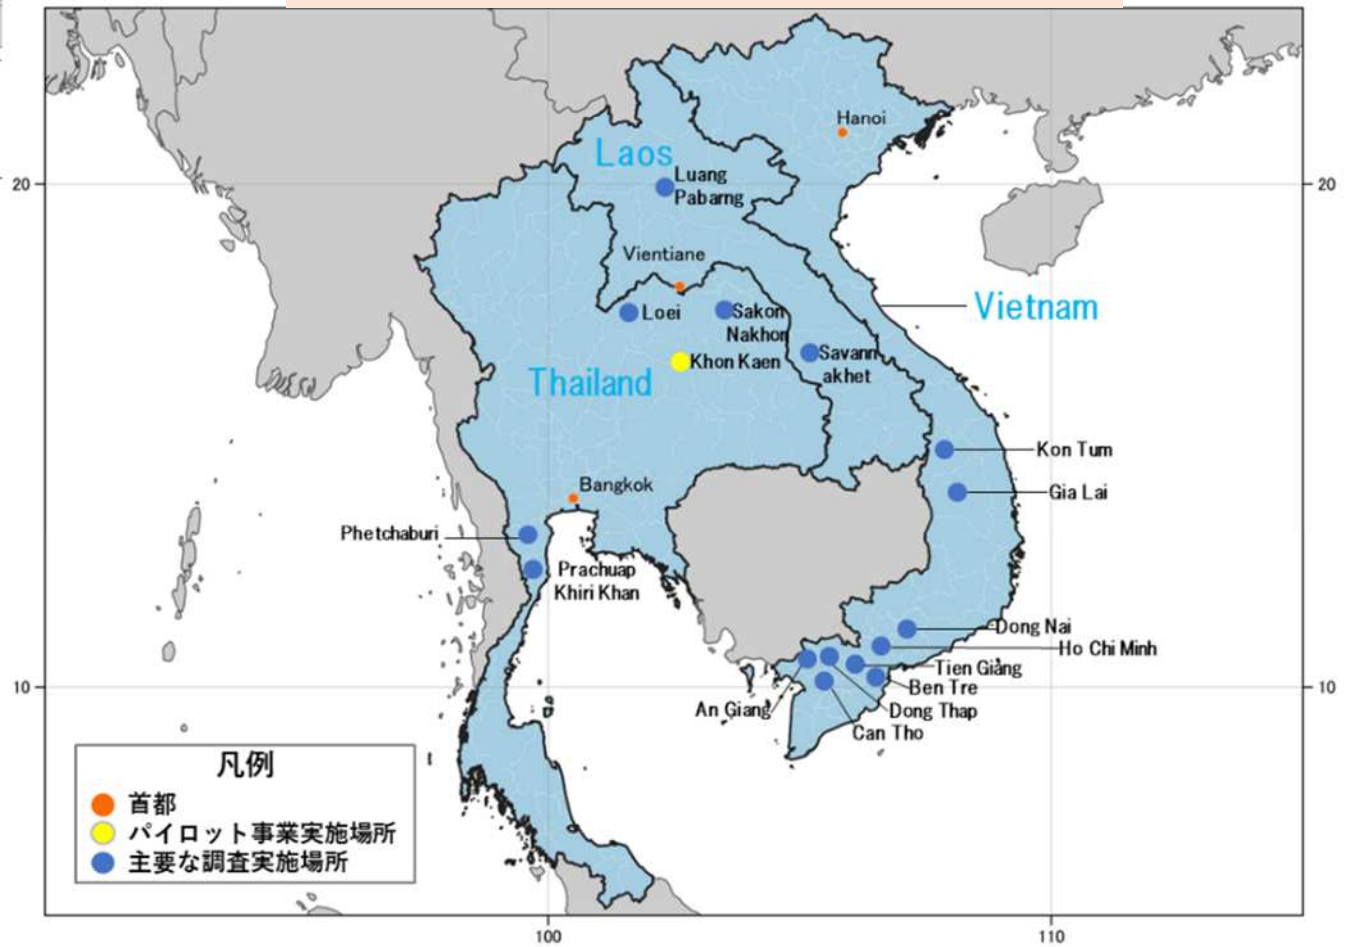 Hanoi
Laos
Luang
Pabarng
20
20
Vientiane
Vietnam
Loei
Sakon
Nakhon
Khon Kaen
Savann
akhet
Thailand
Kon Tum
Bangkok
Gia Lai
Phetchaburi
Prachuap
Khiri Khan
Dong Nai
Ho Chi Minh
Tien Giang
10
Ben Tre
10
An Giang
Dong Thap
Can Tho
凡例
首都
パイロット事業実施場所
主要な調査実施場所
100
110